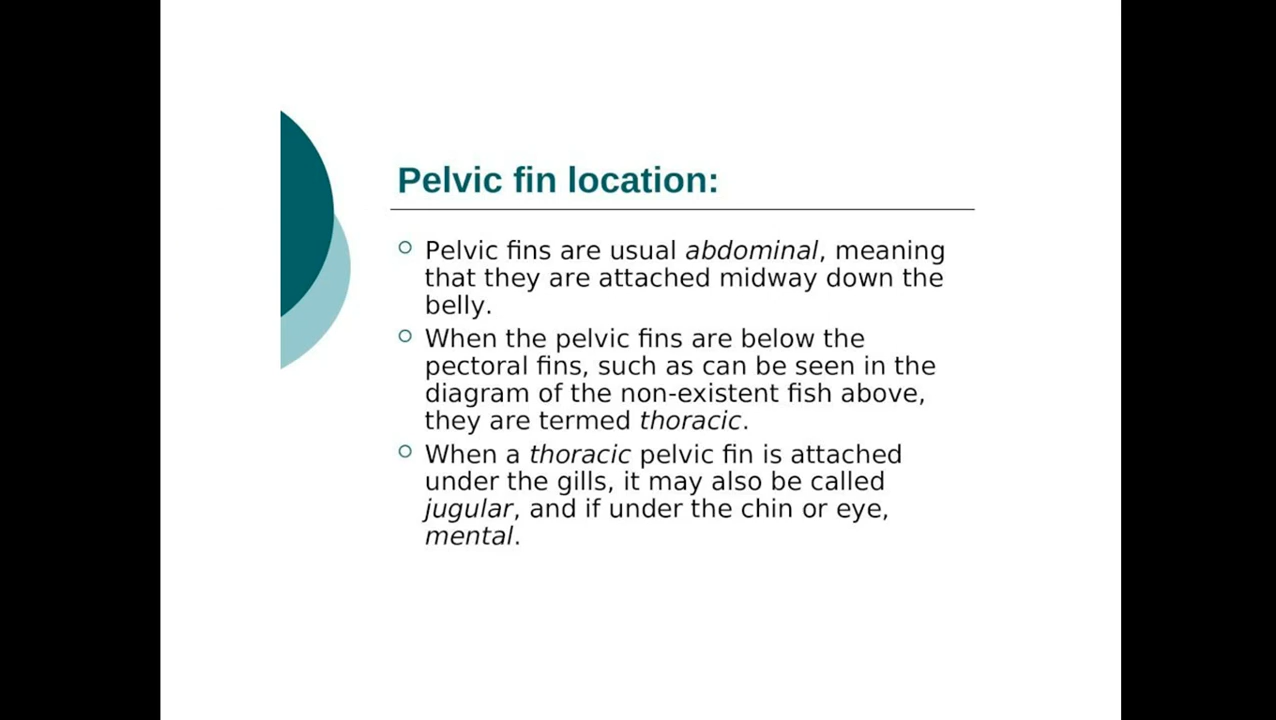 Pelvic fin location:
Pelvic fins are usual abdominal, meaning
that they are attached midway down the
belly.
When the pelvic fins are below the
pectoral fins, such as can be seen in the
diagram of the non-existent fish above,
they are termed thoracic.
When a thoracic pelvic fin is attached
under the gills, it may also be called
jugular, and if under the chin or eye,
mental.